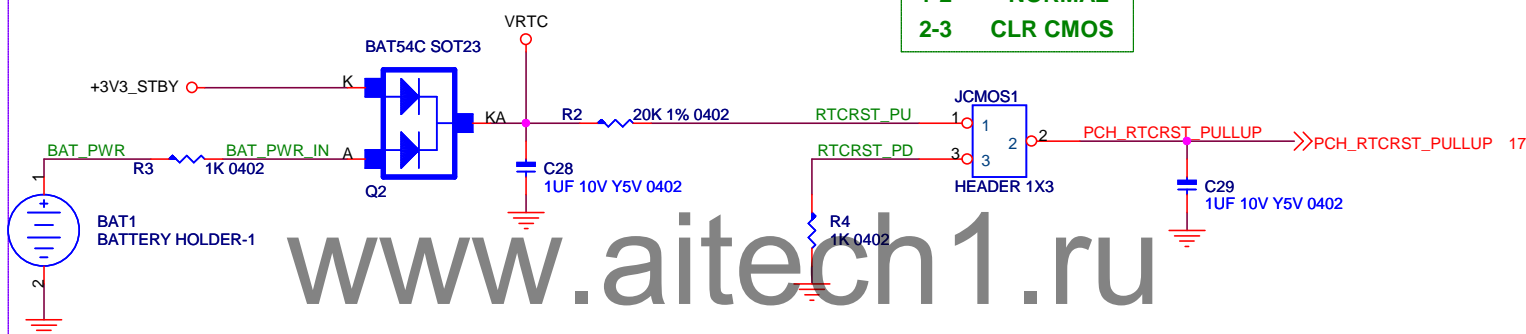 1-2 NORMAL
2-3 CLR CMOS
VRTC
BAT54C SOT23
+3V3_STBY
K
KA
R2
20K 1% 0402
RTCRST_PU
JCMOS1
1
1
2
2
PCH_RTCRST_PULLUP
PCH_RTCRST_PULLUP 17
BAT_PWR
BAT_PWR_IN
A
R3
1K 0402
Q2
C28
1UF 10V Y5V 0402
RTCRST_PD
3
3
HEADER 1X3
C29
1UF 10V Y5V 0402
1
+
BAT1
BATTERY HOLDER-1
2
R4
1K 0402
www.aitech1.ru